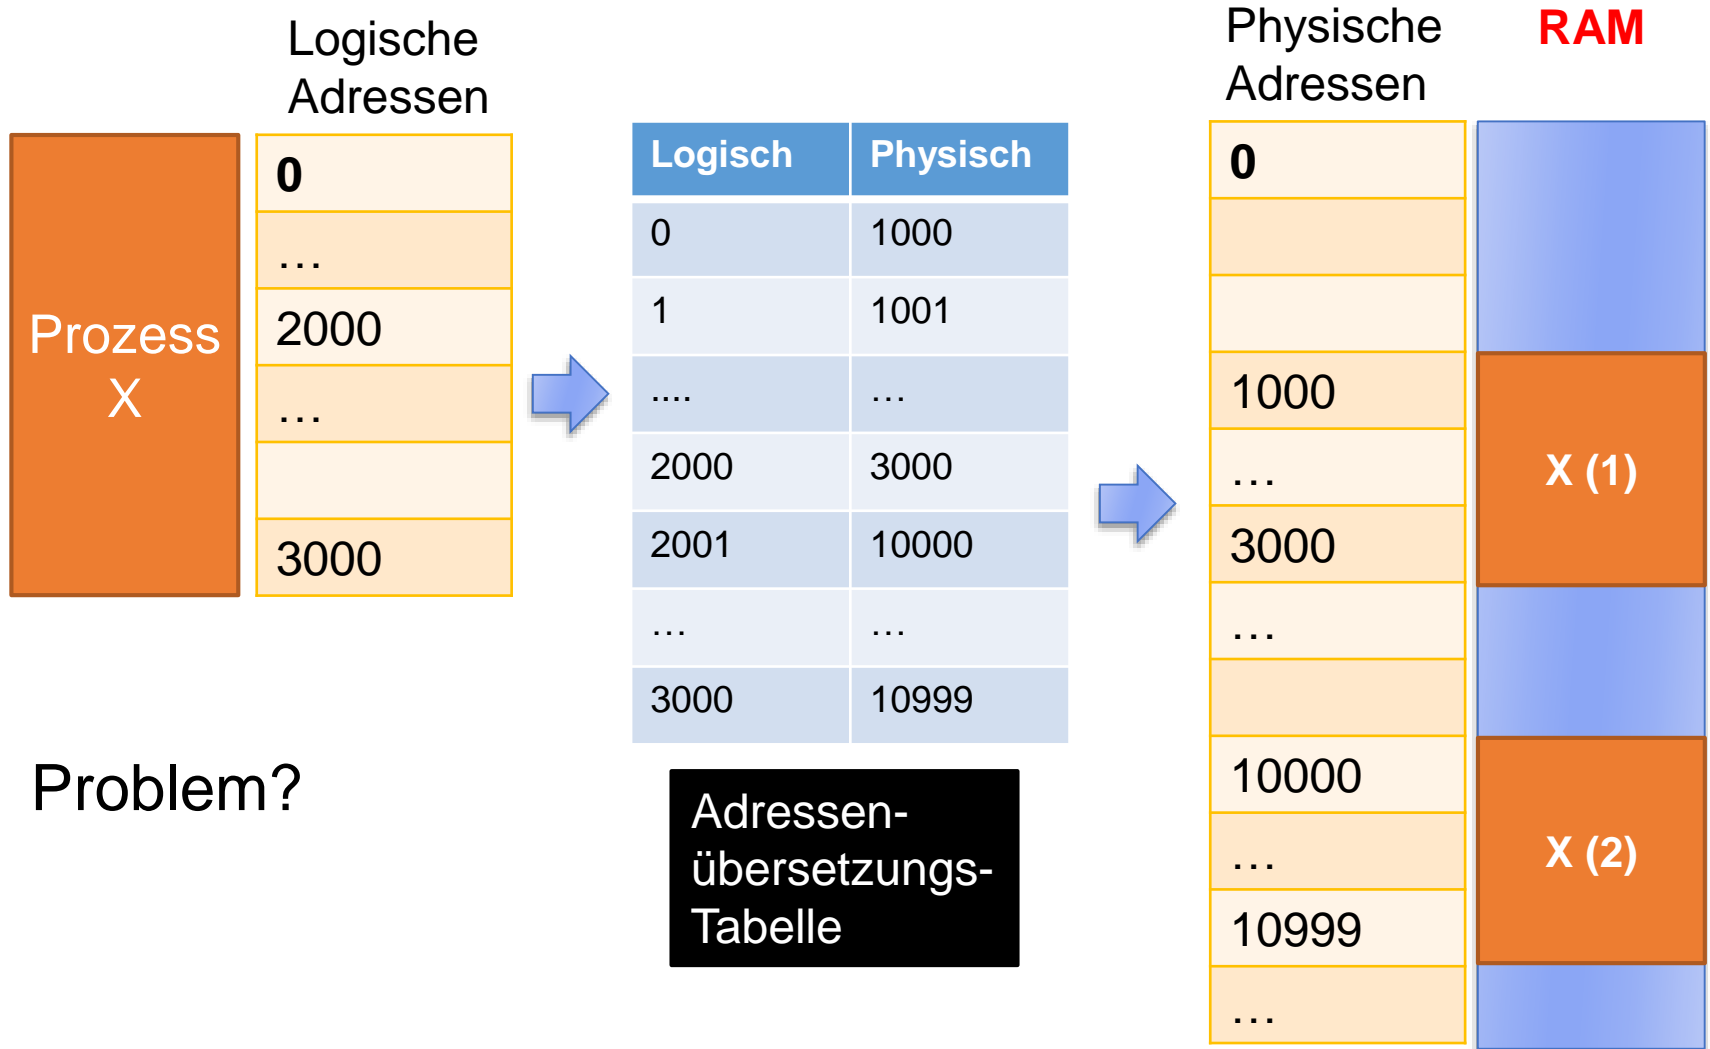 Logische
Adressen
Physische
Adressen
RAM
Prozess
X
0
…
2000
…
3000
Logisch Physisch
0 1000
1 1001
.... …
2000 3000
2001 10000
… …
3000 10999
Adressen-
übersetzungs-
Tabelle
Problem?
0
1000
…
3000
…
10000
…
10999
…
X (1)
X (2)